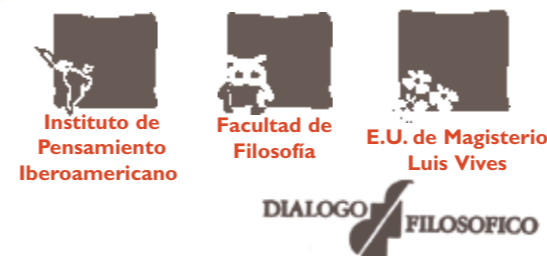 Instituto de
Pensamiento
Iberoamericano
Facultad de
Filosofía
E.U. de Magisterio
Luis Vives
DIALOGO
FILOSOFICO